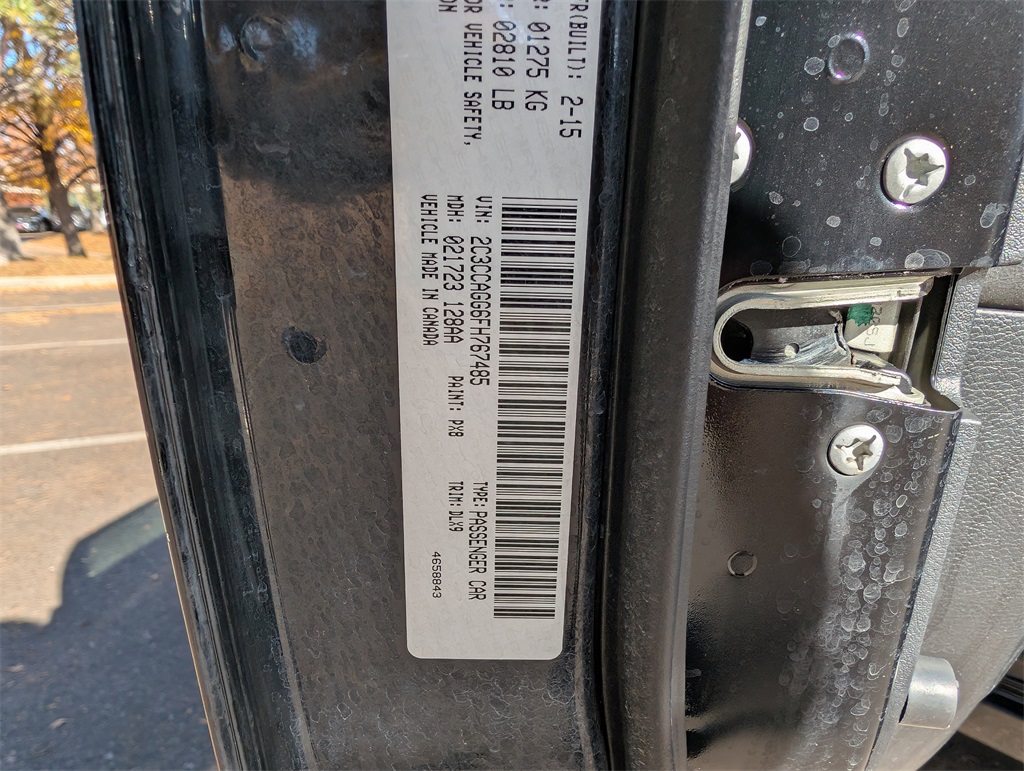 R(BUILT): 2-15
: 01275 KG
: 02810 LB
OR VEHICLE SAFETY,
ON
VIN: 2C3CCAGG6FH787485 TYPE: PASSENGER CAR
MDH: 021723 128AA PAINT: PX8 TRIM: DLX9
VEHICLE MADE IN CANADA 4658843